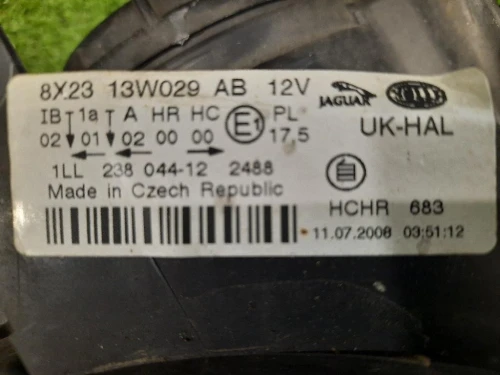 8X23 13W029 AB 12V
JAGUAR HELLA
IB 1a A HR HC E1 PL
02 01 02 00 00 17,5
UK-HAL
1LL 238 044-12 2488
Made in Czech Republic
HCHR 683
11.07.2008 03:51:12